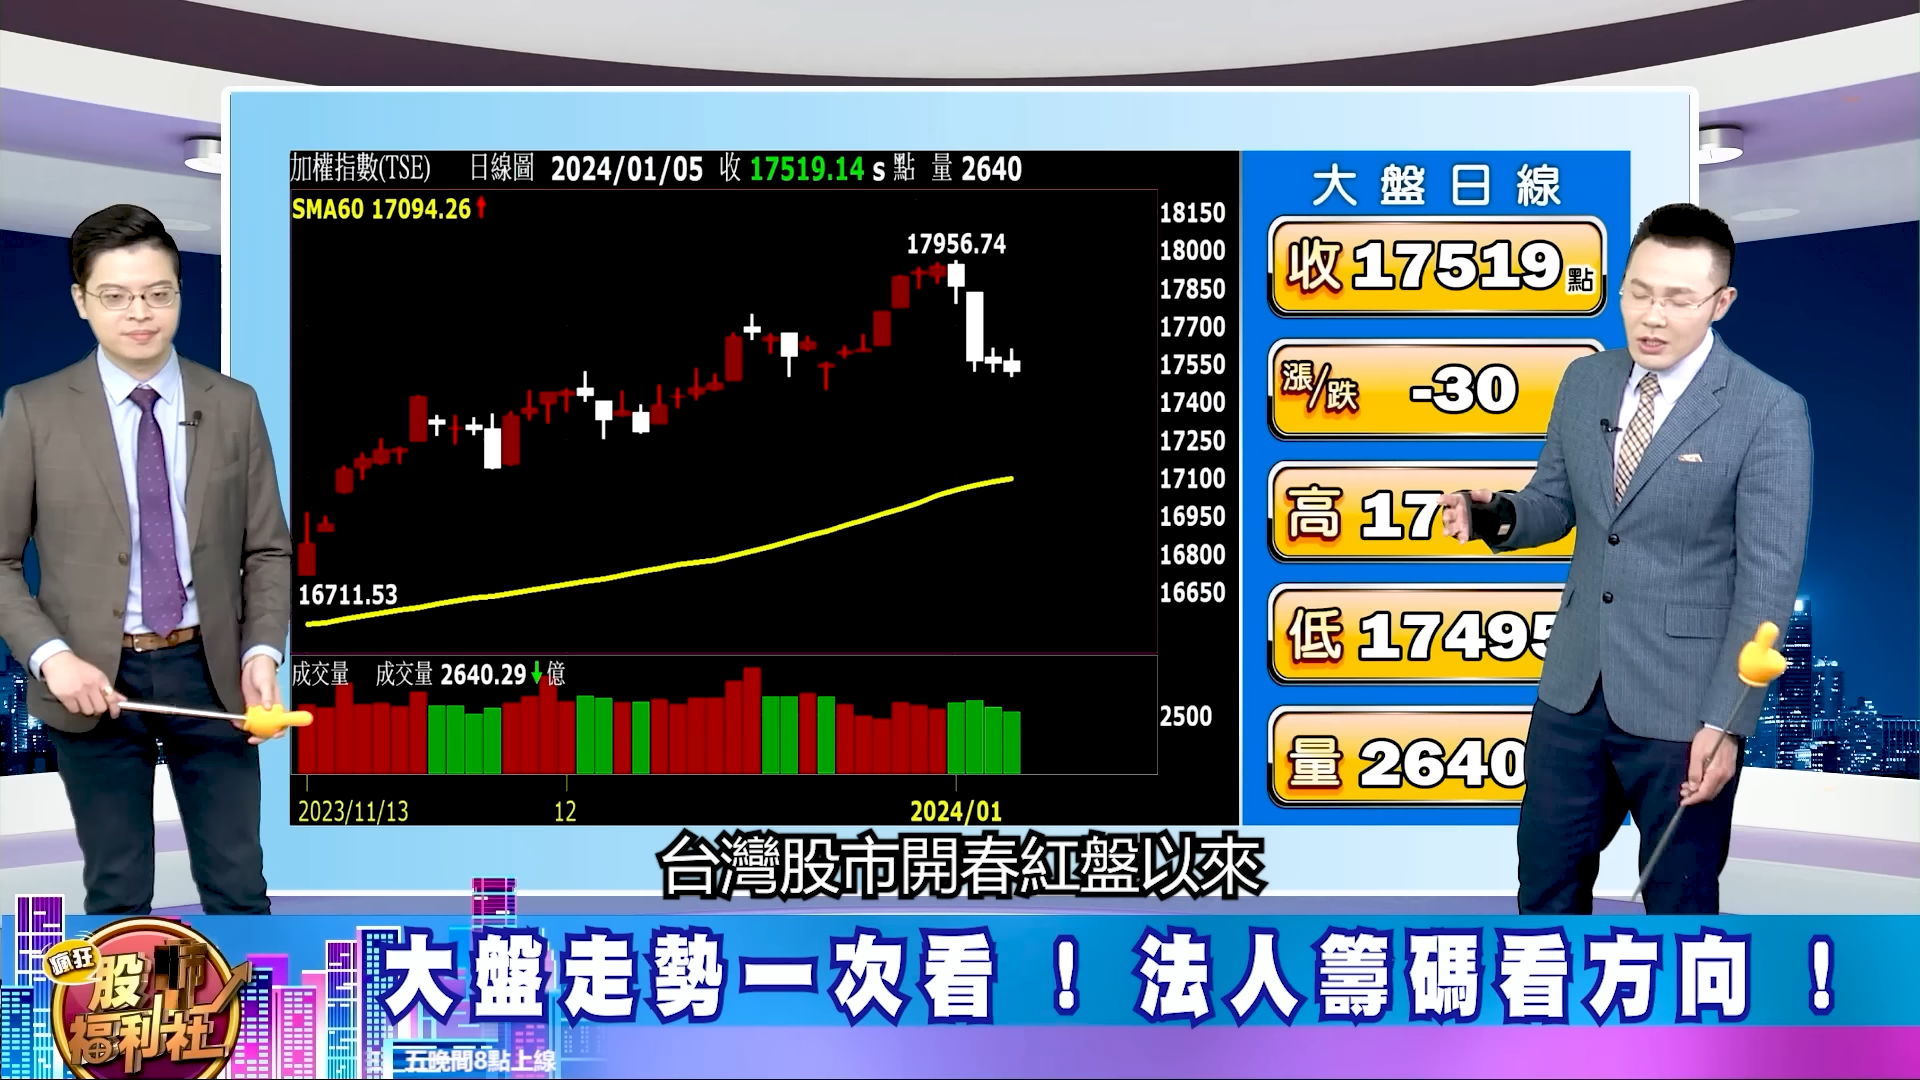 加權指數(TSE) 日線圖 2024/01/05 收 17519.14 s 點 量 2640
SMA60 17094.26
17956.74
16711.53
18150
18000
17850
17700
17550
17400
17250
17100
16950
16800
16650
成交量 成交量 2640.29 億
2500
2023/11/13 12 2024/01
大盤日線
收 17519 點
漲/跌 -30
高 17
低 17495
量 2640
台灣股市開春紅盤以來
大盤走勢一次看！法人籌碼看方向！
瘋狂
股市
福利社
五晚間8點上線